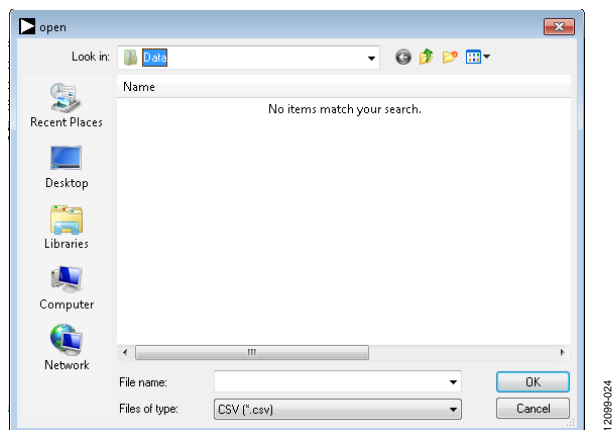 open
Look in:
Data
Name
No items match your search.
Recent Places
Desktop
Libraries
Computer
Network
File name:
OK
Files of type:
CSV (*.csv)
Cancel
12099-024